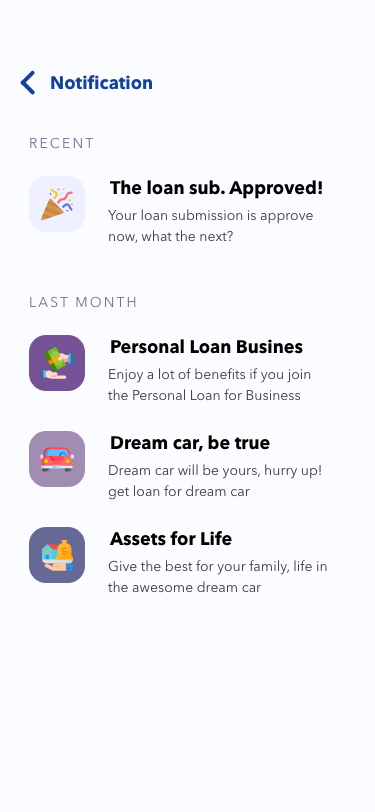 Notification
RECENT
The loan sub. Approved!
Your loan submission is approve
now, what the next?
LAST MONTH
Personal Loan Busines
Enjoy a lot of benefits if you join
the Personal Loan for Business
Dream car, be true
Dream car will be yours, hurry up!
get loan for dream car
Assets for Life
Give the best for your family, life in
the awesome dream car